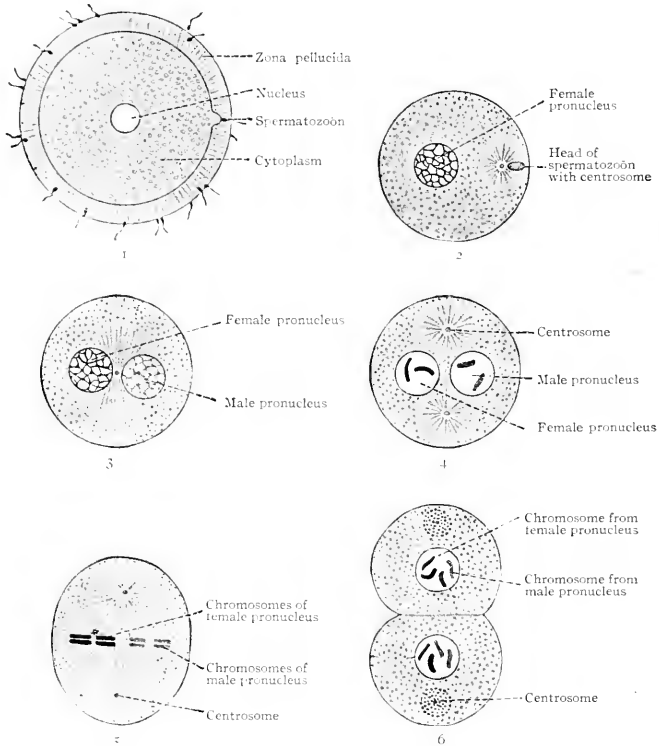 Zona pellucida
Nucleus
Spermatozoön
Cytoplasm
1
Female
pronucleus
Head of
spermatozoön
with centrosome
2
Female pronucleus
Male pronucleus
3
Centrosome
Male pronucleus
Female pronucleus
4
Chromosomes of
female pronucleus
Chromosomes of
male pronucleus
Centrosome
5
Chromosome from
female pronucleus
Chromosome from
male pronucleus
Centrosome
6